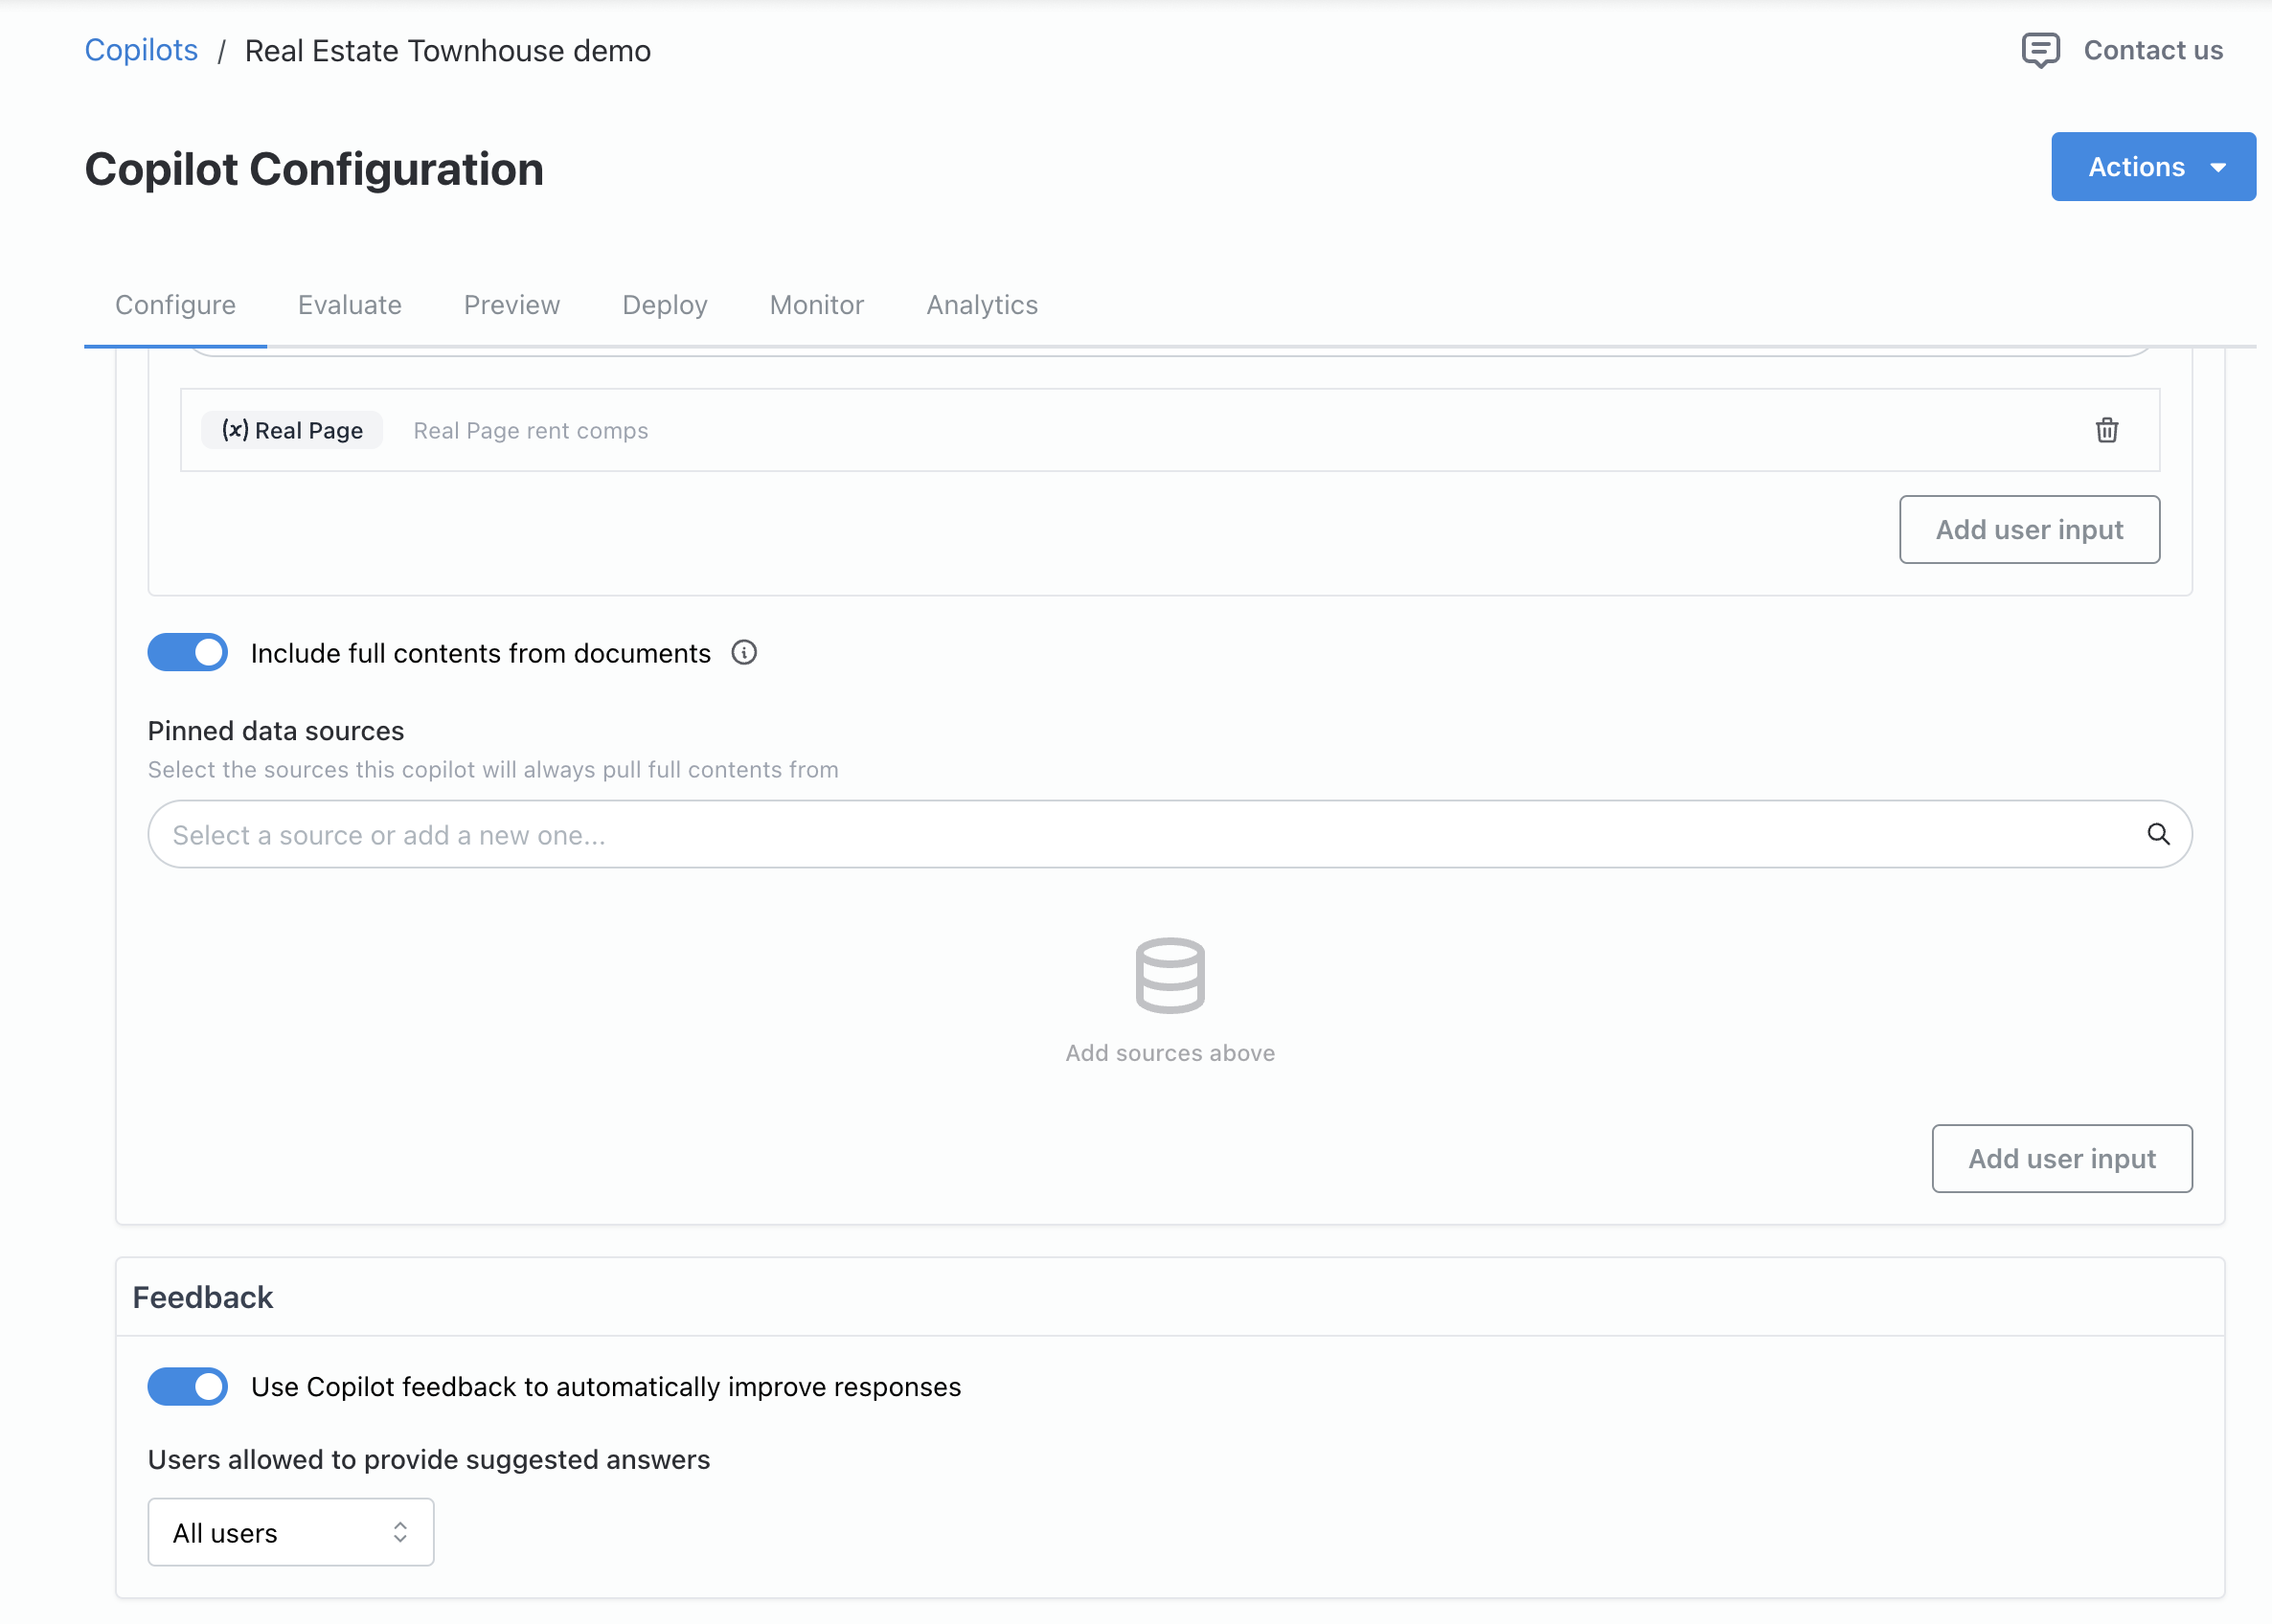 Copilots / Real Estate Townhouse demo
Contact us
Copilot Configuration
Actions
Configure Evaluate Preview Deploy Monitor Analytics
(x) Real Page Real Page rent comps
Add user input
Include full contents from documents
Pinned data sources
Select the sources this copilot will always pull full contents from
Select a source or add a new one...
Add sources above
Add user input
Feedback
Use Copilot feedback to automatically improve responses
Users allowed to provide suggested answers
All users